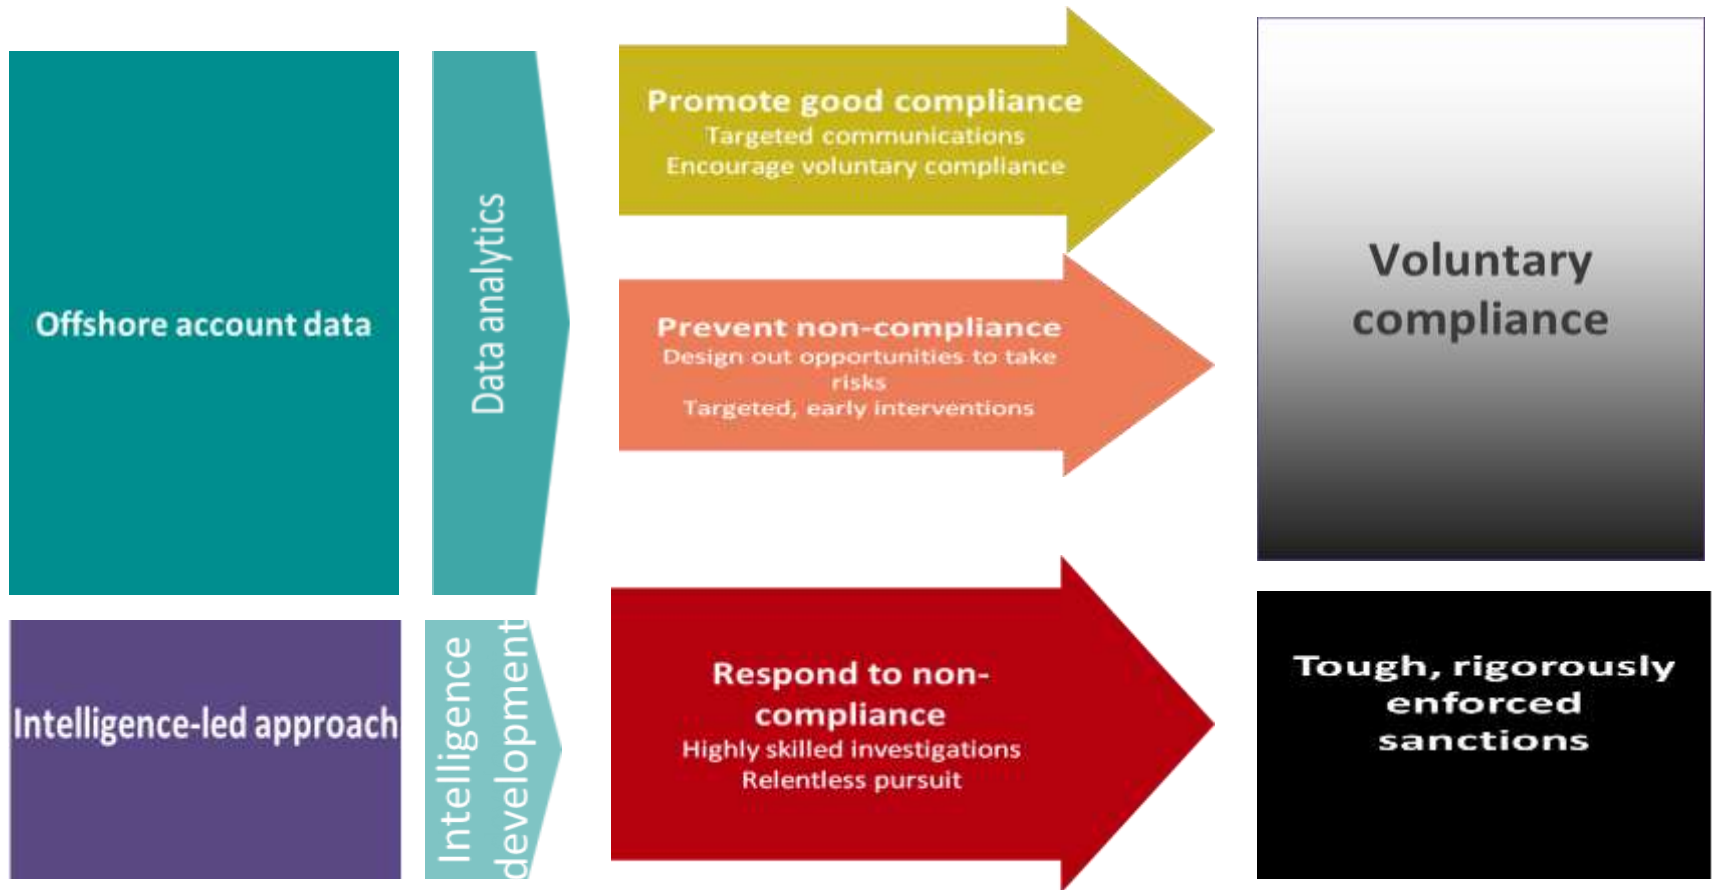 Offshore account data
Data analytics
Promote good compliance
Targeted communications
Encourage voluntary compliance
Prevent non-compliance
Design out opportunities to take
risks
Targeted, early interventions
Voluntary
compliance
Intelligence-led approach
Intelligence
development
Respond to non-
compliance
Highly skilled investigations
Relentless pursuit
Tough, rigorously
enforced
sanctions